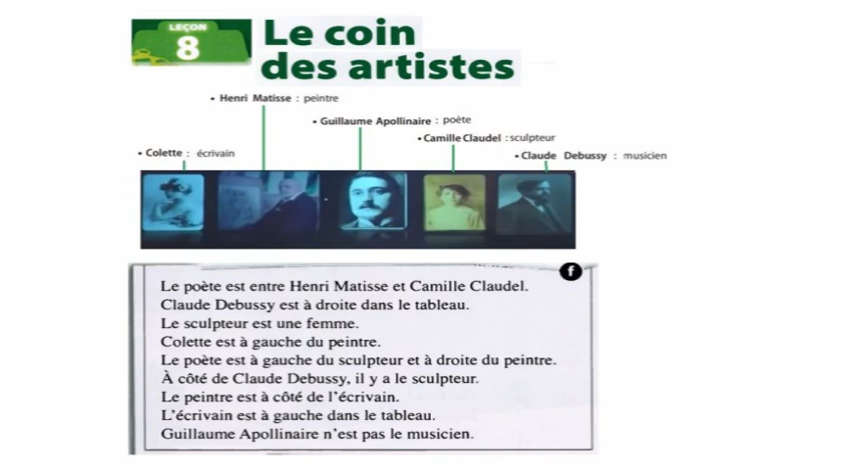 LEÇON
8
Le coin
des artistes
• Henri Matisse : peintre
• Guillaume Apollinaire : poète
• Camille Claudel : sculpteur
• Colette : écrivain
• Claude Debussy : musicien
f
Le poète est entre Henri Matisse et Camille Claudel.
Claude Debussy est à droite dans le tableau.
Le sculpteur est une femme.
Colette est à gauche du peintre.
Le poète est à gauche du sculpteur et à droite du peintre.
À côté de Claude Debussy, il y a le sculpteur.
Le peintre est à côté de l'écrivain.
L'écrivain est à gauche dans le tableau.
Guillaume Apollinaire n'est pas le musicien.